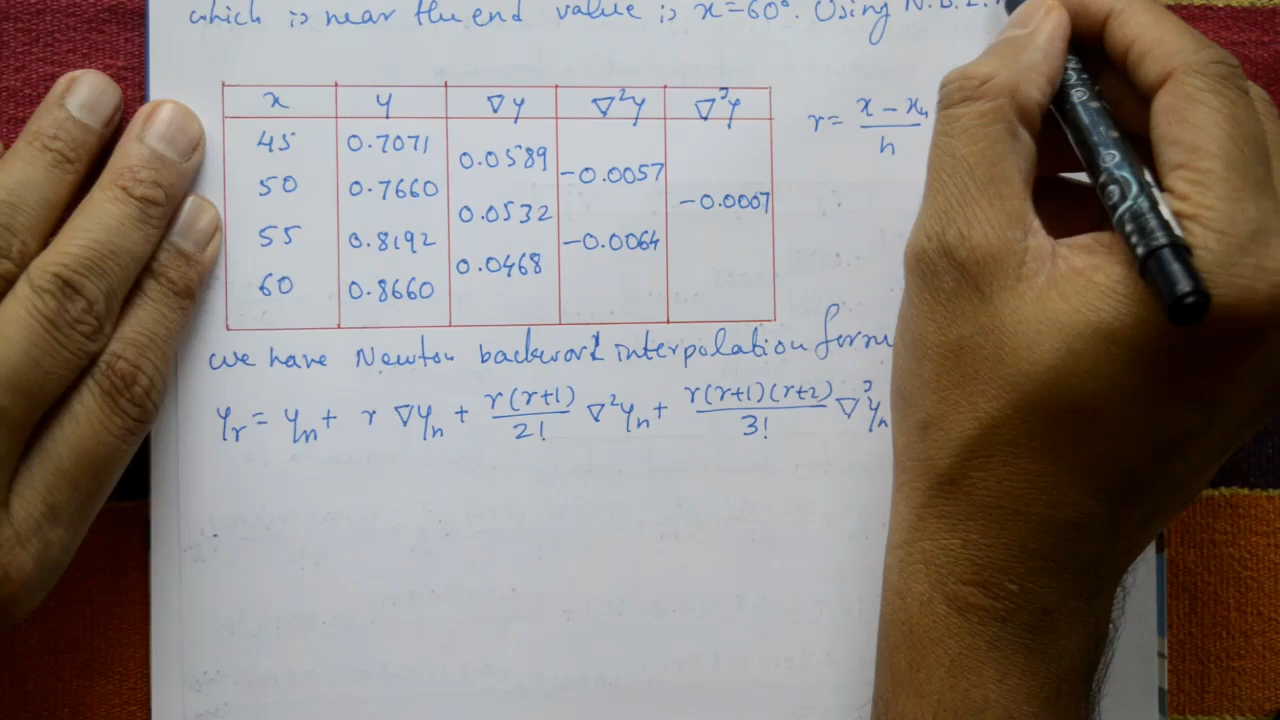 which is near the end value is x=60°. Using N.B.I.
x y ∇y ∇²y ∇³y
45 0.7071
0.0589
-0.0057
50 0.7660
-0.0007
0.0532
55 0.8192
-0.0064
0.0468
60 0.8660
r = (x - xₙ)/h
we have Newton backword interpolation form
yᵣ = yₙ + r ∇yₙ + r(r+1)/2! ∇²yₙ + r(r+1)(r+2)/3! ∇³yₙ